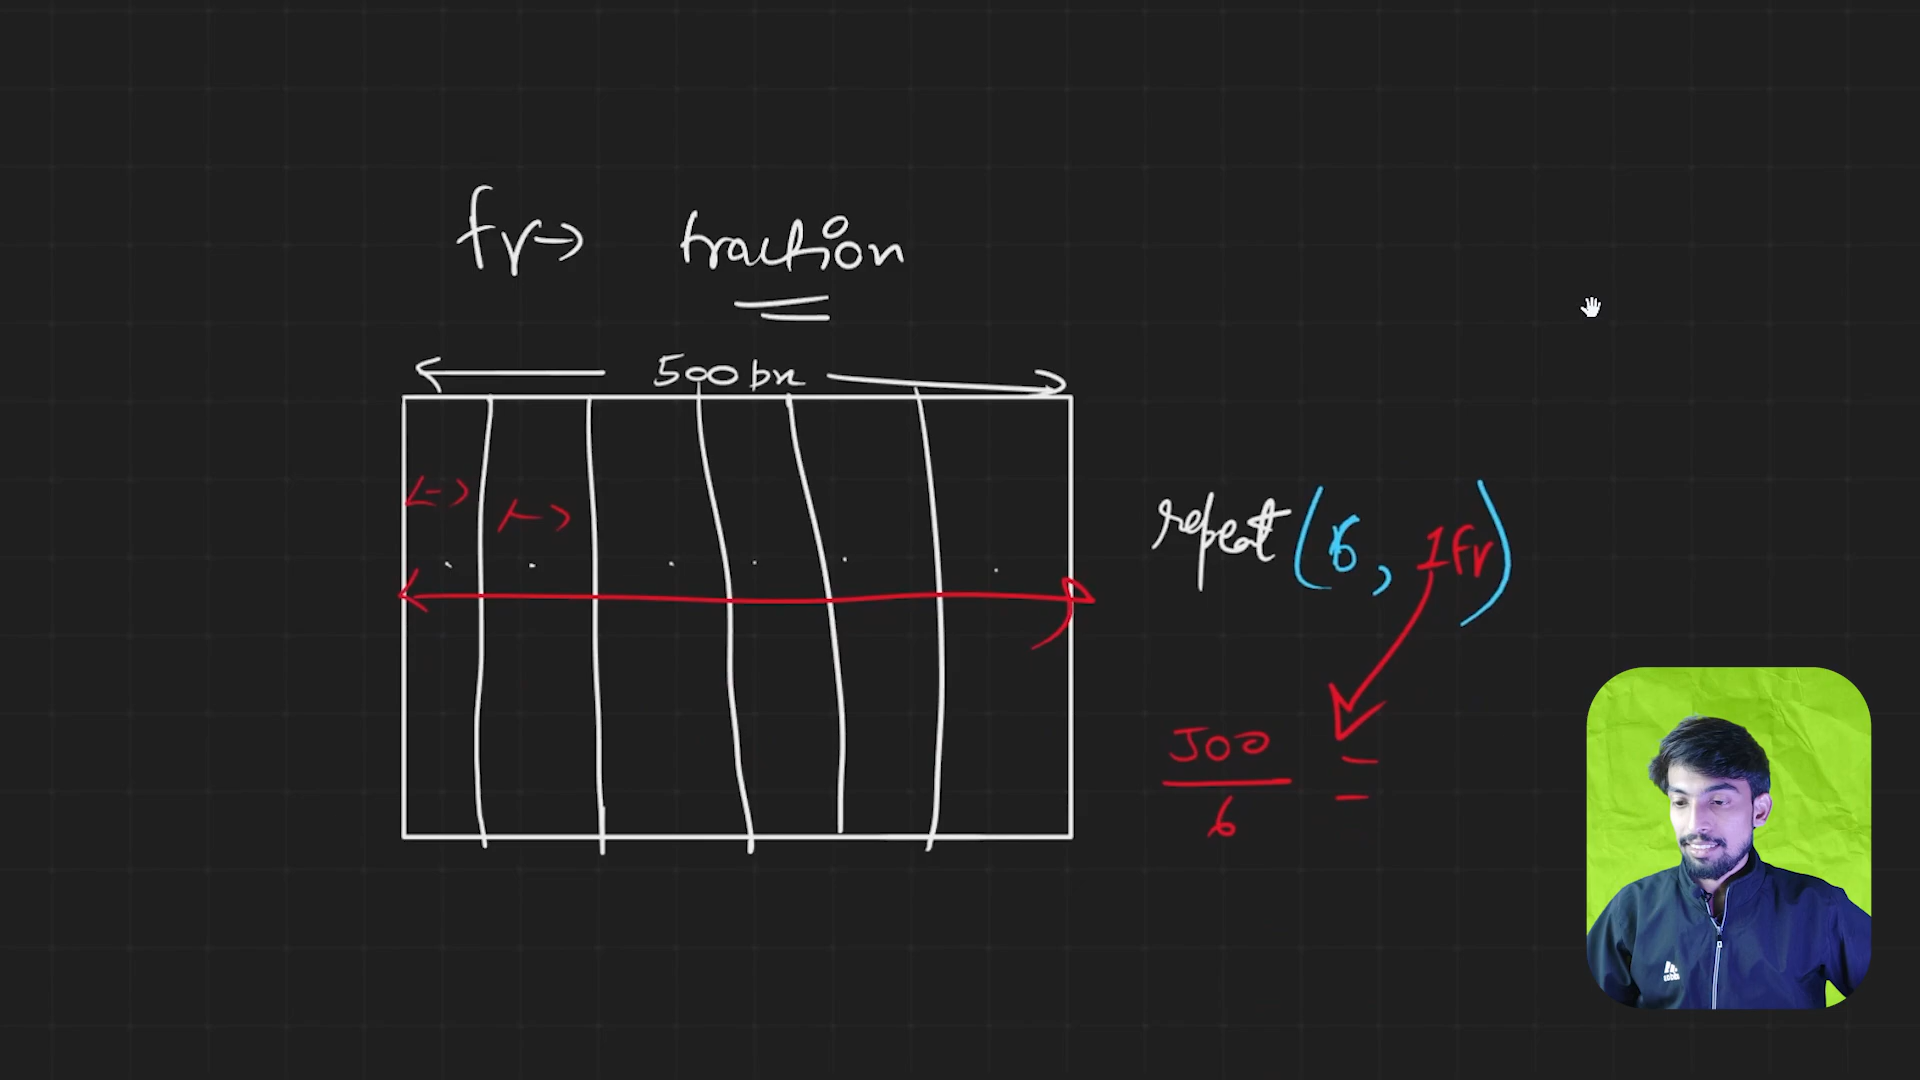 fr→ fraction
500px
repeat(6, 1fr)
500
6
=